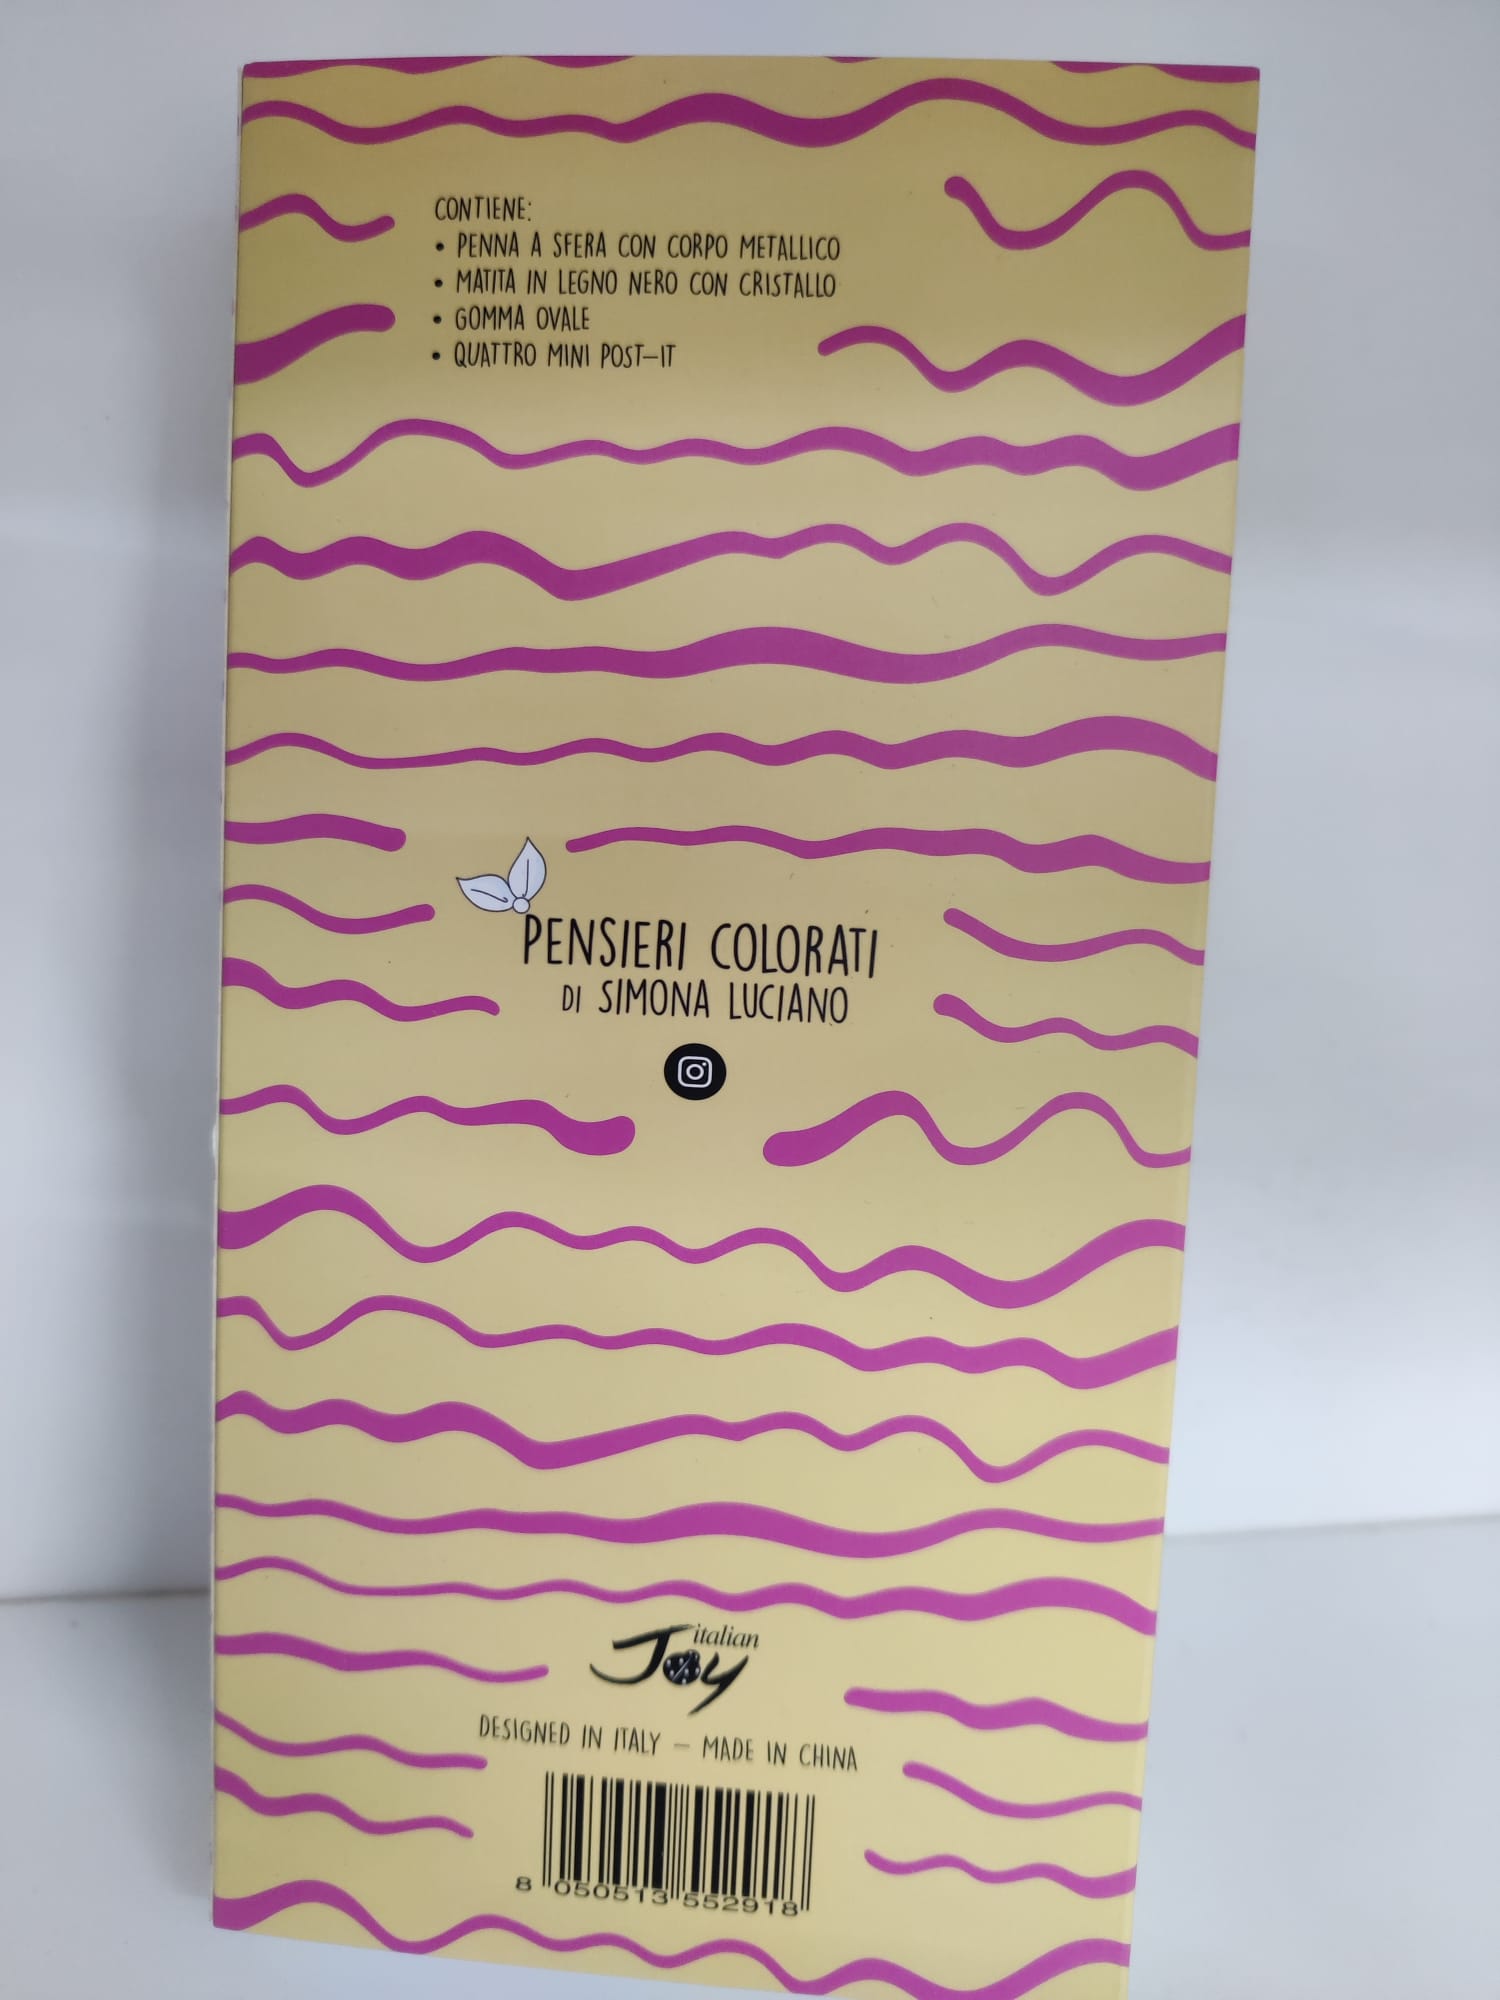 CONTIENE:
• PENNA A SFERA CON CORPO METALLICO
• MATITA IN LEGNO NERO CON CRISTALLO
• GOMMA OVALE
• QUATTRO MINI POST-IT
PENSIERI COLORATI
DI SIMONA LUCIANO
italian
Joy
DESIGNED IN ITALY - MADE IN CHINA
8 050513 552918